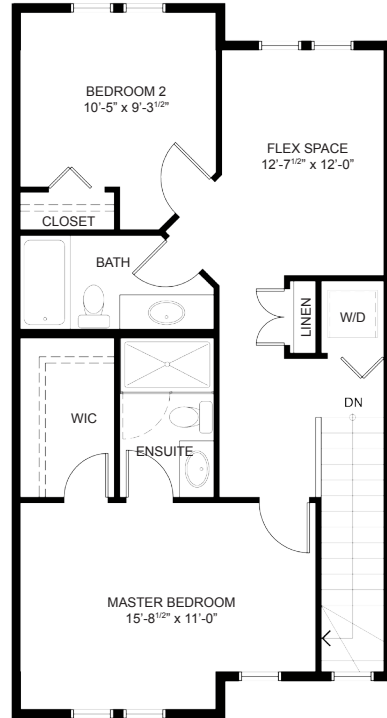 BEDROOM 2
10'-5" x 9'-3 1/2"
FLEX SPACE
12'-7 1/2" x 12'-0"
CLOSET
BATH
LINEN
W/D
WIC
ENSUITE
DN
MASTER BEDROOM
15'-8 1/2" x 11'-0"